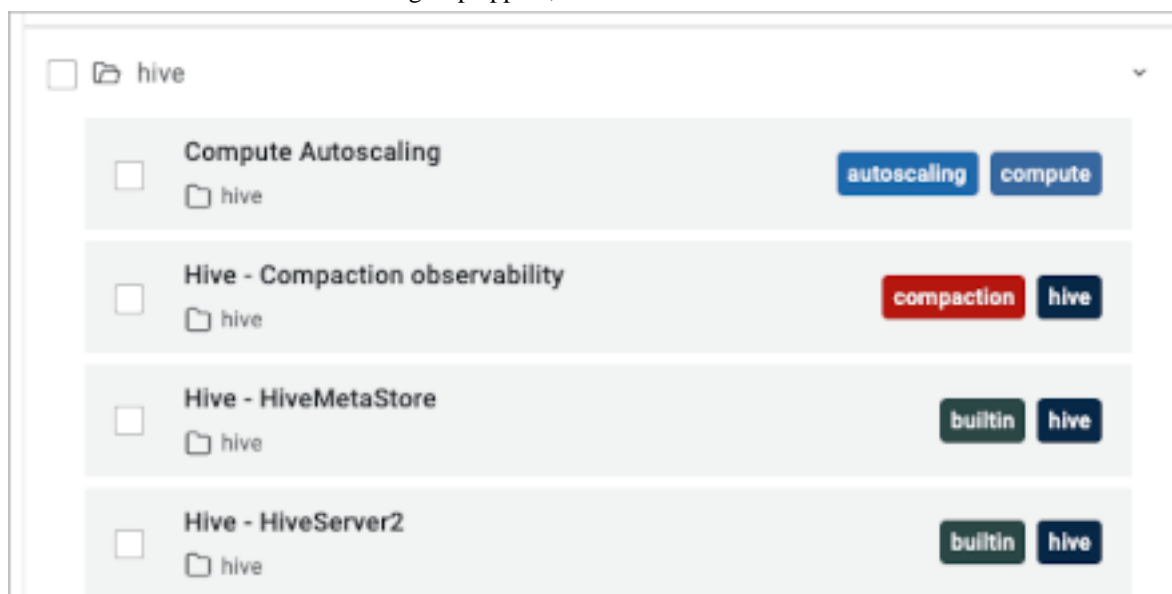 hive
Compute Autoscaling
hive
autoscaling compute
Hive - Compaction observability
hive
compaction hive
Hive - HiveMetaStore
hive
builtin hive
Hive - HiveServer2
hive
builtin hive